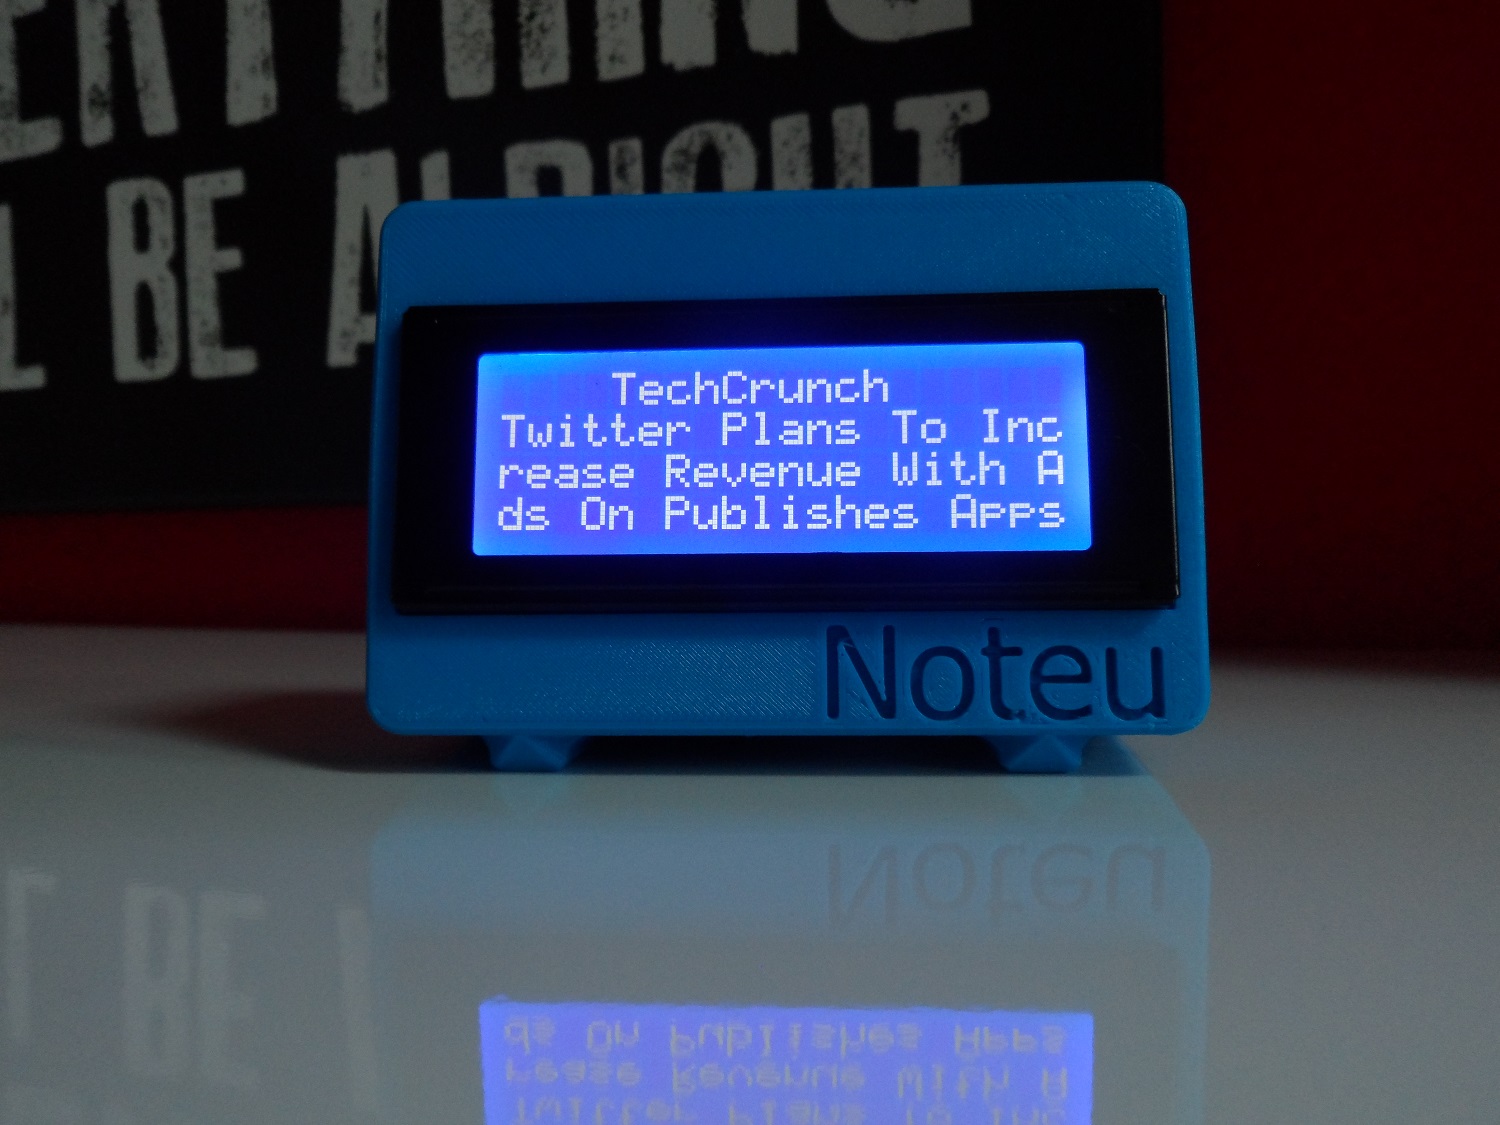 BE
TechCrunch
Twitter Plans To Inc
rease Revenue With A
ds On Publishes Apps
Noteu